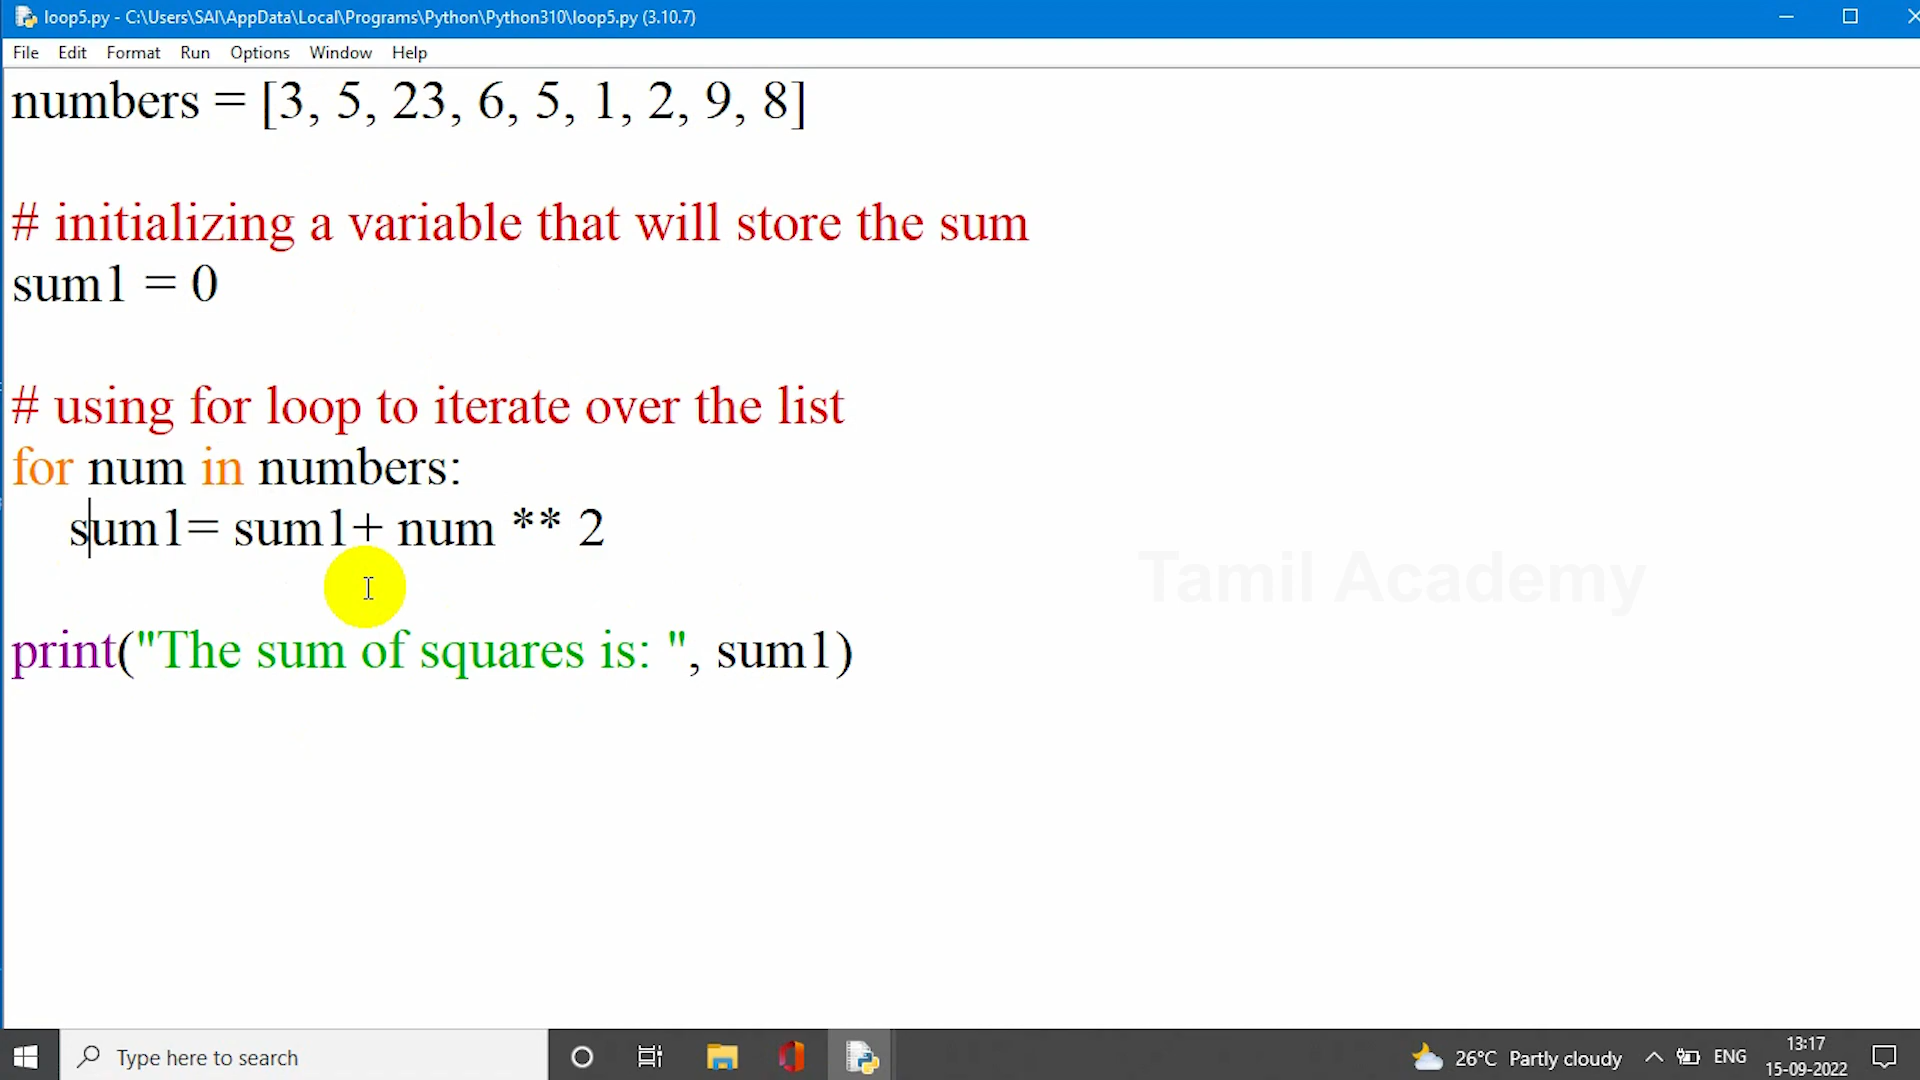 loop5.py - C:\Users\SAI\AppData\Local\Programs\Python\Python310\loop5.py (3.10.7)
File Edit Format Run Options Window Help
numbers = [3, 5, 23, 6, 5, 1, 2, 9, 8]
# initializing a variable that will store the sum
sum1 = 0
# using for loop to iterate over the list
for num in numbers:
sum1= sum1+ num ** 2
Tamil Academy
print("The sum of squares is: ", sum1)
Type here to search
26°C Partly cloudy
ENG
13:17
15-09-2022